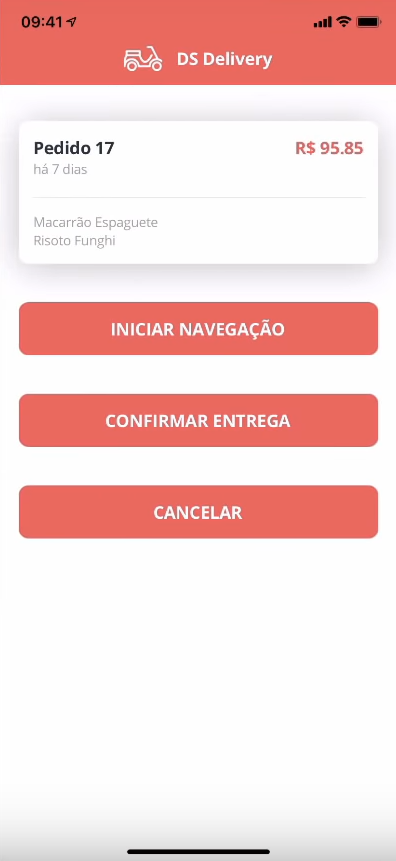 09:41
DS Delivery
Pedido 17
R$ 95.85
há 7 dias
Macarrão Espaguete
Risoto Funghi
INICIAR NAVEGAÇÃO
CONFIRMAR ENTREGA
CANCELAR